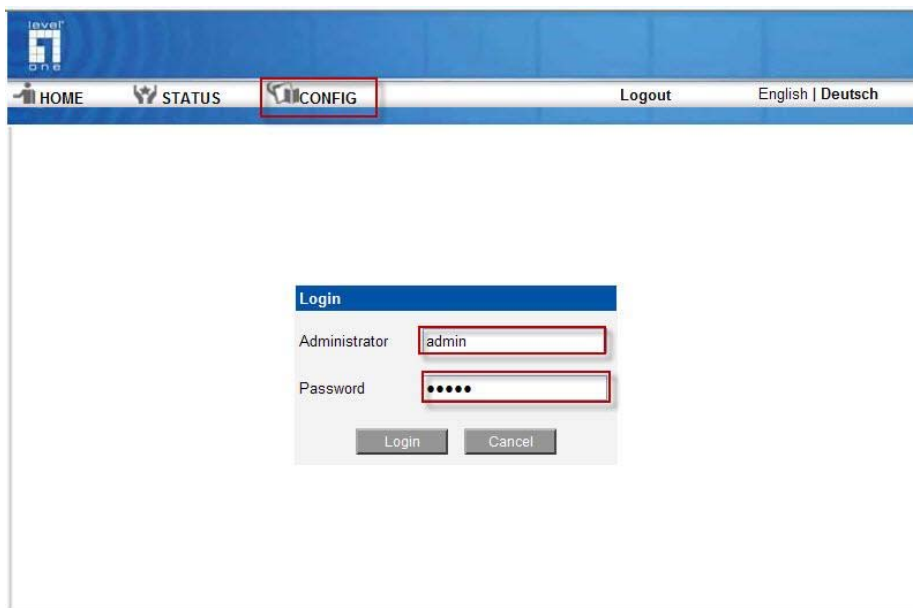 level
one
HOME STATUS CONFIG Logout English | Deutsch
Login
Administrator admin
Password •••••
Login Cancel